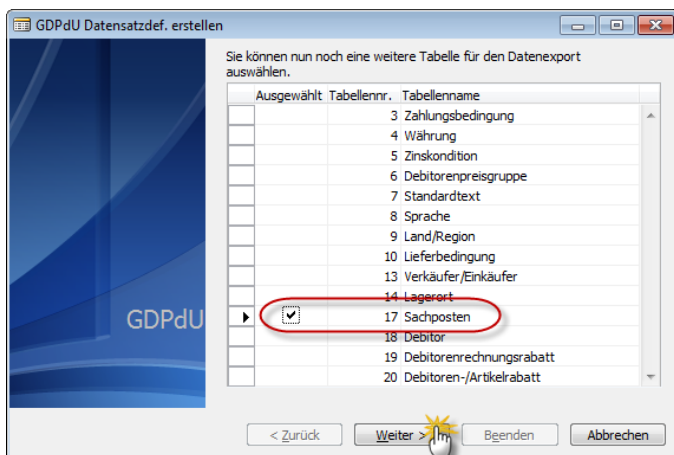 GDPdU Datensatzdef. erstellen
Sie können nun noch eine weitere Tabelle für den Datenexport
auswählen.
Ausgewählt Tabellennr. Tabellenname
3 Zahlungsbedingung
4 Währung
5 Zinskondition
6 Debitorenpreisgruppe
7 Standardtext
8 Sprache
9 Land/Region
10 Lieferbedingung
13 Verkäufer/Einkäufer
14 Lagerort
17 Sachposten
18 Debitor
19 Debitorenrechnungsrabatt
20 Debitoren-/Artikelrabatt
GDPdU
< Zurück Weiter > Beenden Abbrechen